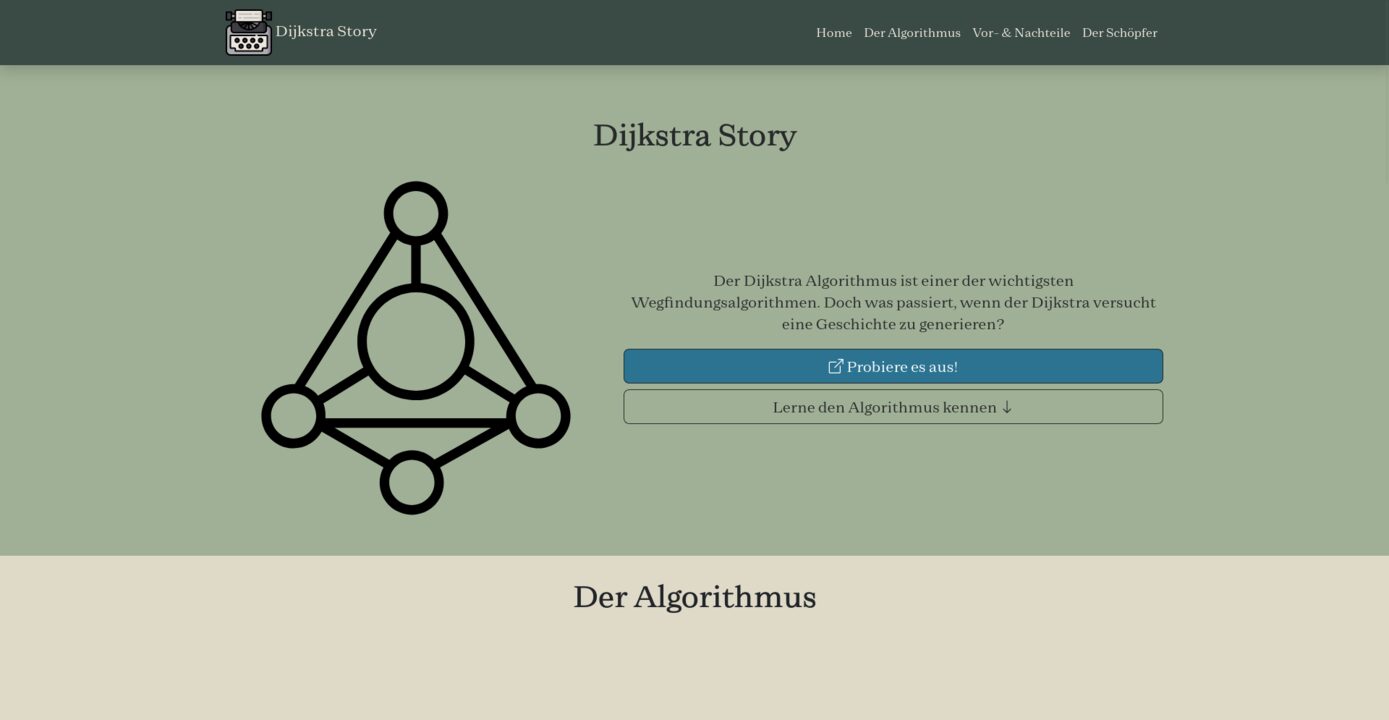 Dijkstra Story
Home
Der Algorithmus
Vor- & Nachteile
Der Schöpfer
Dijkstra Story
Der Dijkstra Algorithmus ist einer der wichtigsten
Wegfindungsalgorithmen. Doch was passiert, wenn der Dijkstra versucht
eine Geschichte zu generieren?
Probiere es aus!
Lerne den Algorithmus kennen ↓
Der Algorithmus